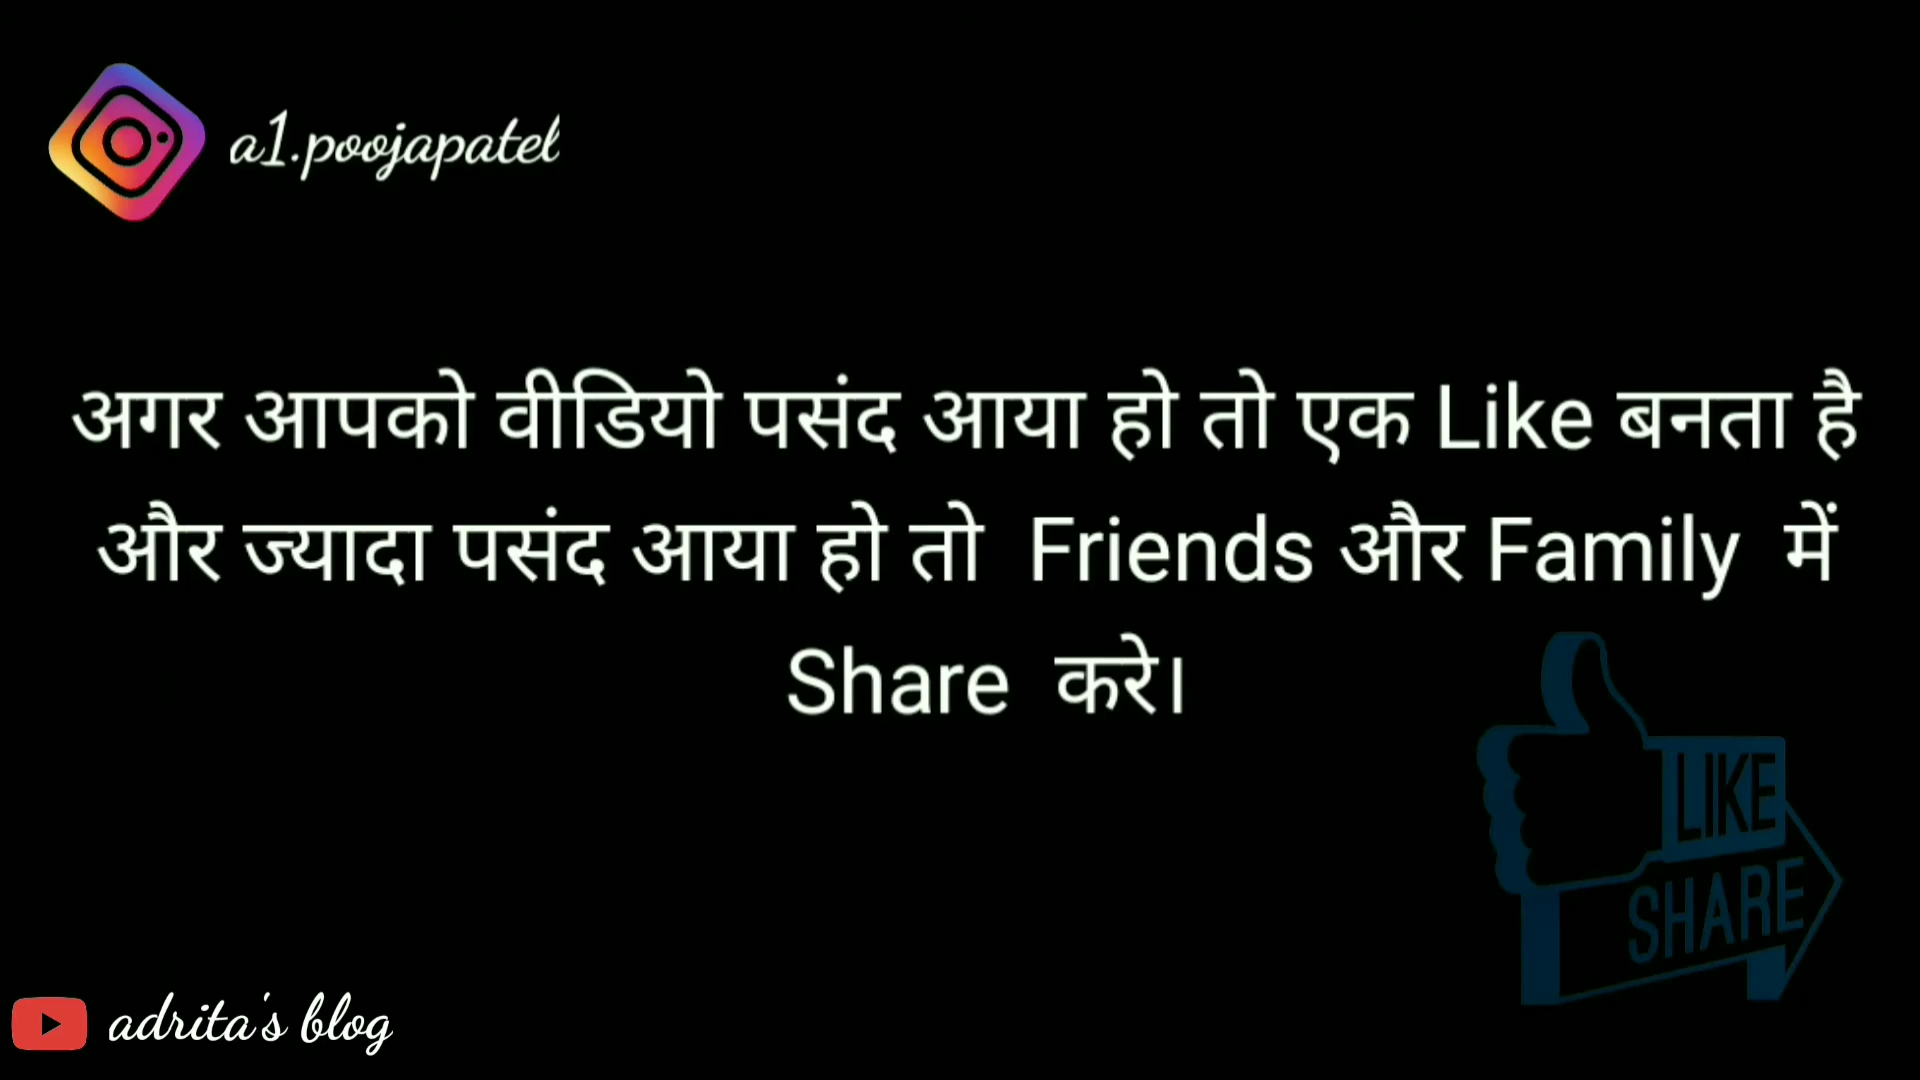 a1.poojapatel
अगर आपको वीडियो पसंद आया हो तो एक Like बनता है
और ज्यादा पसंद आया हो तो Friends और Family में
Share करे।
LIKE
SHARE
adrita's blog